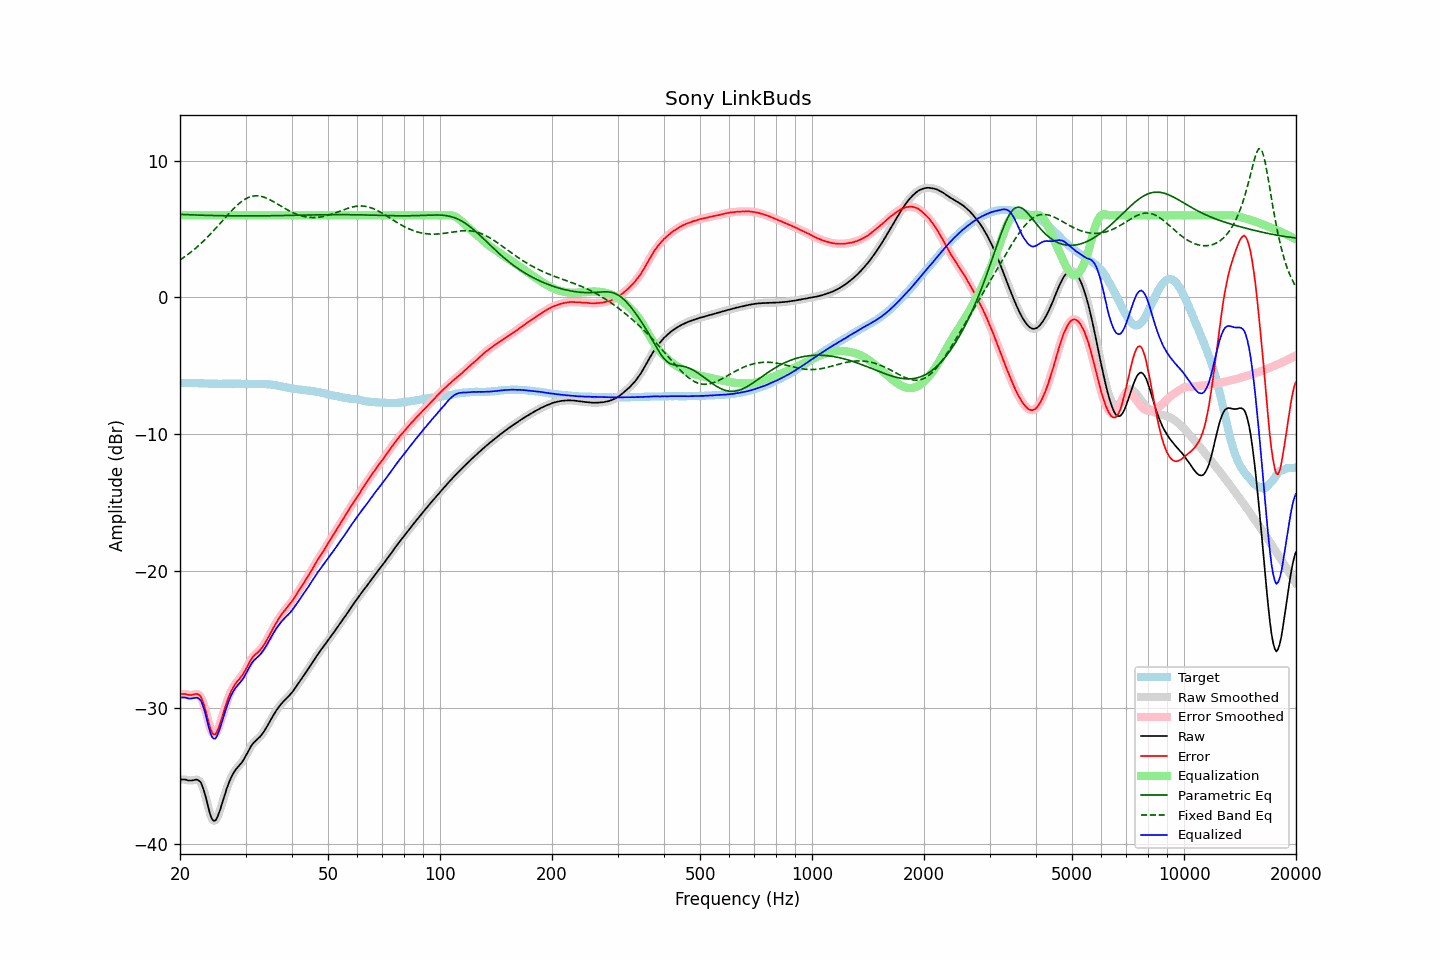 Sony LinkBuds
Amplitude (dBr)
10
0
−10
−20
−30
−40
20
50
100
200
500
1000
2000
5000
10000
20000
Frequency (Hz)
Target
Raw Smoothed
Error Smoothed
Raw
Error
Equalization
Parametric Eq
Fixed Band Eq
Equalized